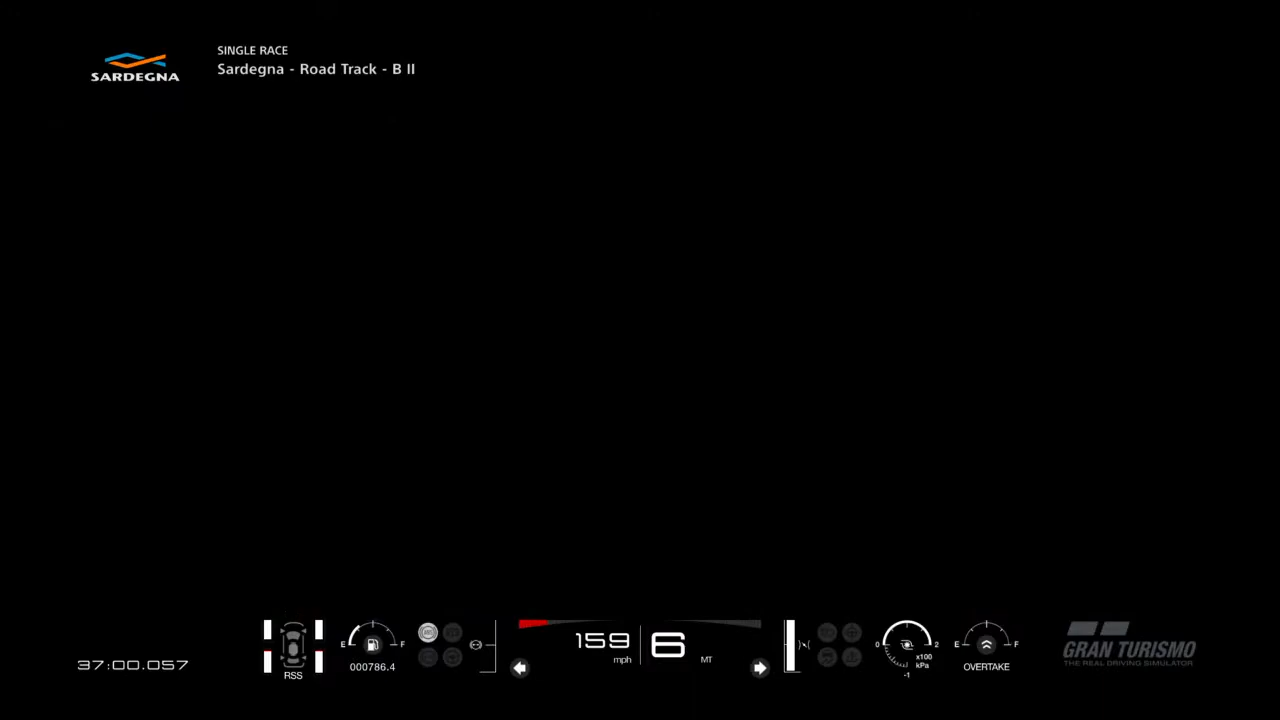 SINGLE RACE
SARDEGNA
Sardegna - Road Track - B II
37:00.057
RSS
E F
000786.4
ABS
159
mph
6
MT
0 2
x100
kPa
-1
E F
OVERTAKE
GRAN TURISMO
THE REAL DRIVING SIMULATOR